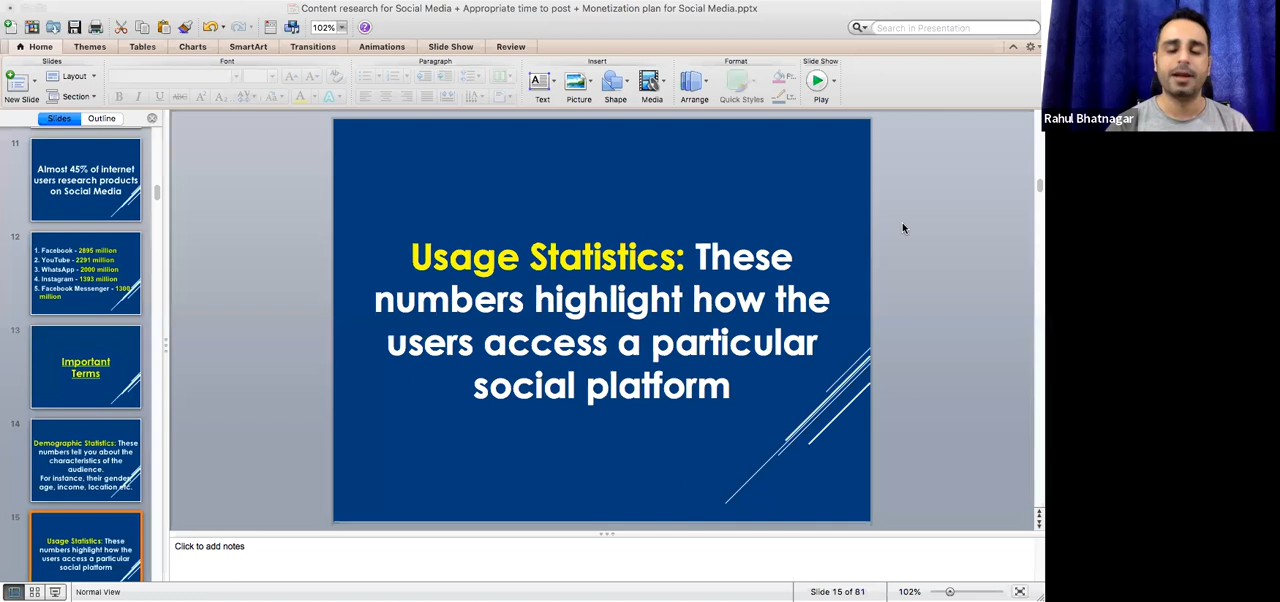 Content research for Social Media + Appropriate time to post + Monetization plan for Social Media.pptx
102%
Search in Presentation
Home
Themes
Tables
Charts
SmartArt
Transitions
Animations
Slide Show
Review
Slides
Font
Paragraph
Insert
Format
Slide Show
New Slide
Layout
Section
B I U ABC A² A₂
Text
Picture
Shape
Media
Arrange
Quick Styles
Play
Slides
Outline
11
Almost 45% of internet
users research products
on Social Media
12
1. Facebook - 2895 million
2. YouTube - 2291 million
3. WhatsApp - 2000 million
4. Instagram - 1393 million
5. Facebook Messenger - 1300
million
13
Important
Terms
14
Demographic Statistics: These
numbers tell you about the
characteristics of the
audience.
For instance, their gender,
age, income, location etc.
15
Usage Statistics: These
numbers highlight how the
users access a particular
social platform
Usage Statistics: These
numbers highlight how the
users access a particular
social platform
Click to add notes
Normal View
Slide 15 of 81
102%
Rahul Bhatnagar